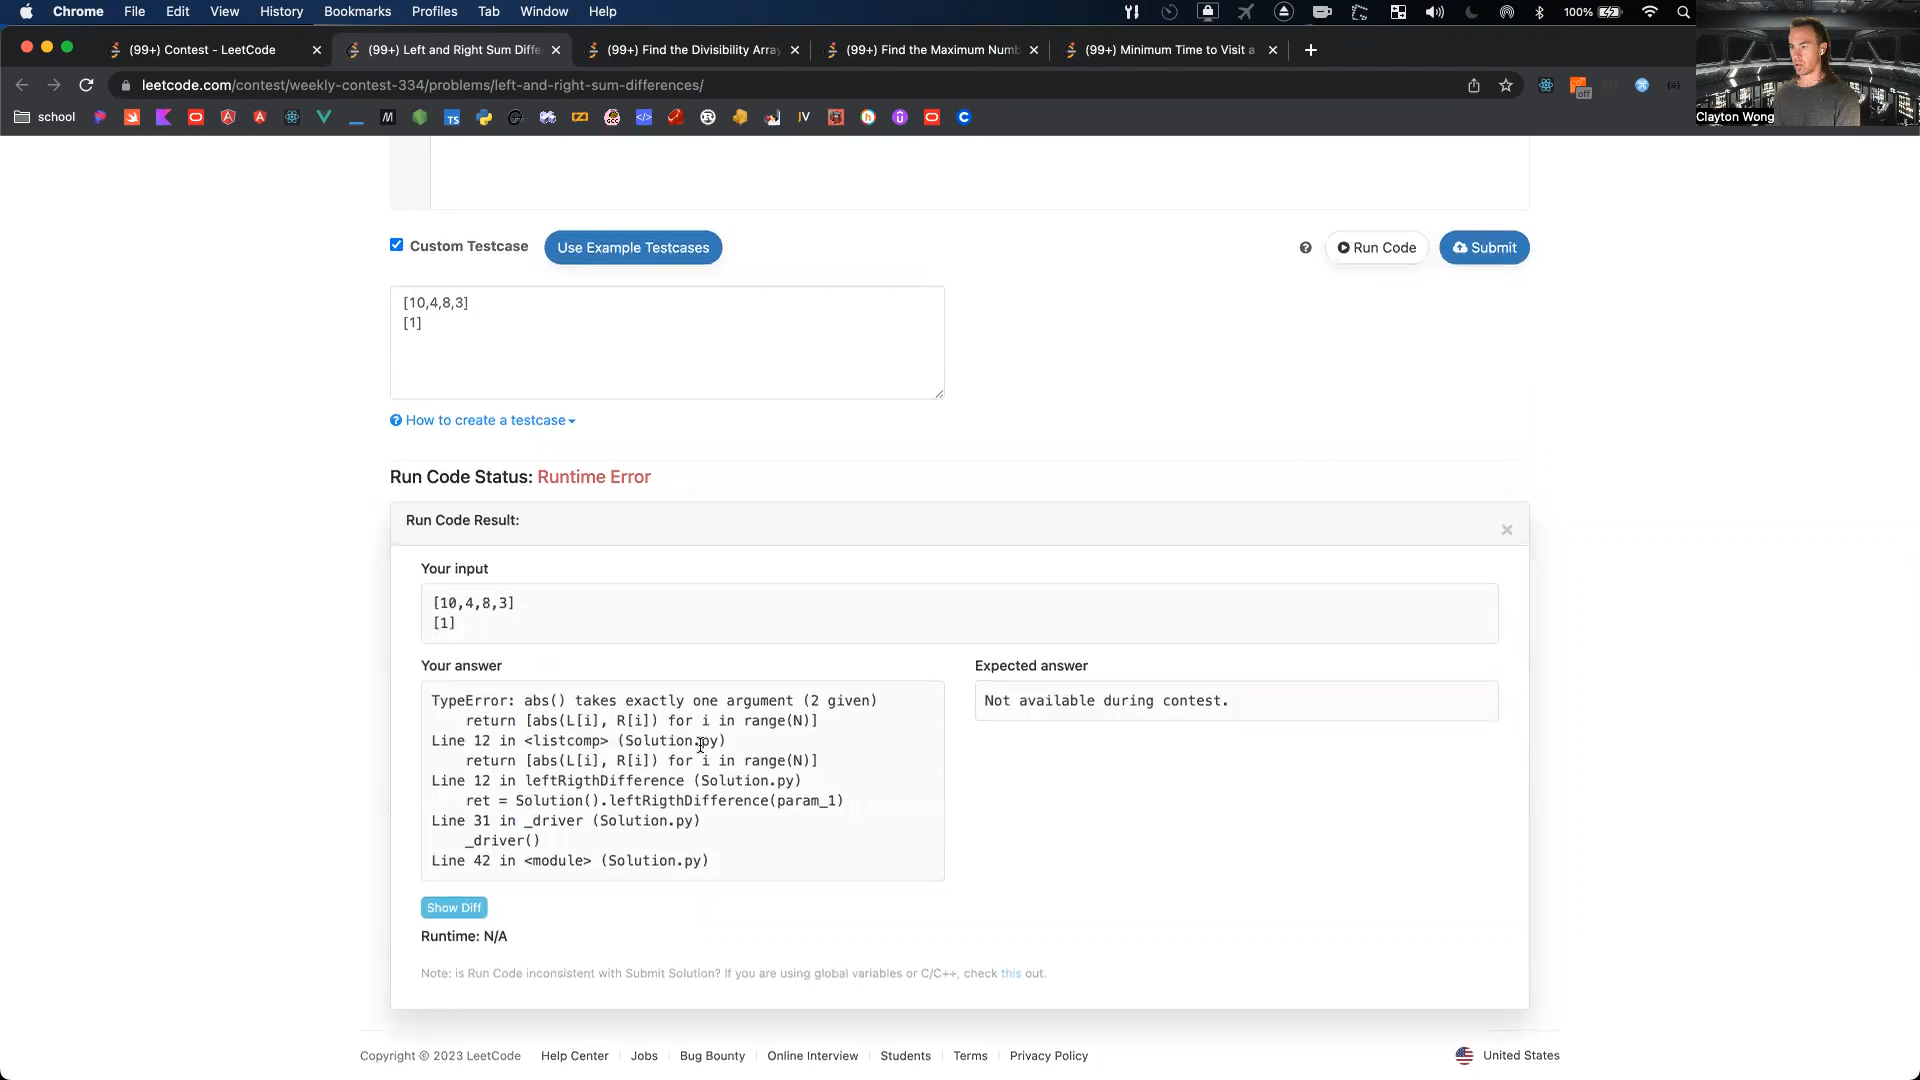 Chrome File Edit View History Bookmarks Profiles Tab Window Help 100%
(99+) Contest - LeetCode (99+) Left and Right Sum Diffe (99+) Find the Divisibility Array (99+) Find the Maximum Numb (99+) Minimum Time to Visit a
leetcode.com/contest/weekly-contest-334/problems/left-and-right-sum-differences/
off
school
TS
JV
Clayton Wong
Custom Testcase
Use Example Testcases
Run Code
Submit
[10,4,8,3]
[1]
How to create a testcase
Run Code Status: Runtime Error
Run Code Result:
Your input
[10,4,8,3]
[1]
Your answer
Expected answer
TypeError: abs() takes exactly one argument (2 given)
return [abs(L[i], R[i]) for i in range(N)]
Line 12 in <listcomp> (Solution.py)
return [abs(L[i], R[i]) for i in range(N)]
Line 12 in leftRigthDifference (Solution.py)
ret = Solution().leftRigthDifference(param_1)
Line 31 in _driver (Solution.py)
_driver()
Line 42 in <module> (Solution.py)
Not available during contest.
Show Diff
Runtime: N/A
Note: is Run Code inconsistent with Submit Solution? If you are using global variables or C/C++, check this out.
Copyright © 2023 LeetCode Help Center Jobs Bug Bounty Online Interview Students Terms Privacy Policy United States